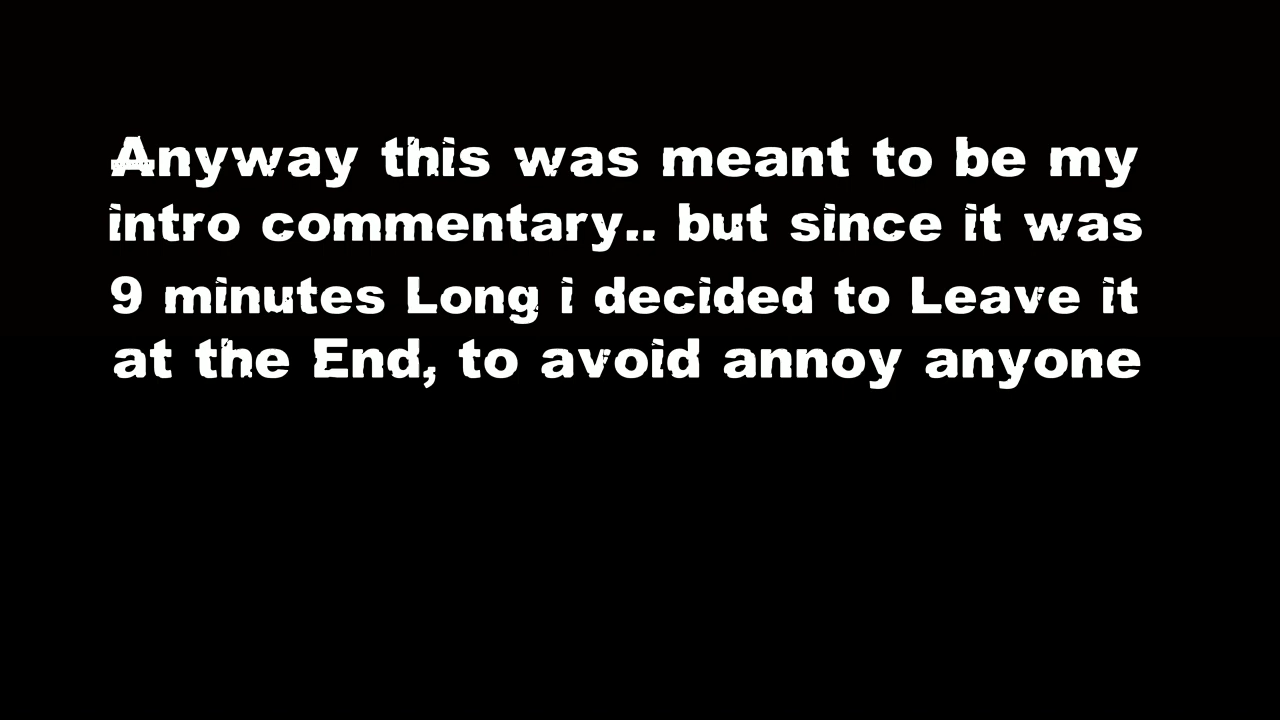 Anyway this was meant to be my
intro commentary.. but since it was
9 minutes Long i decided to Leave it
at the End, to avoid annoy anyone